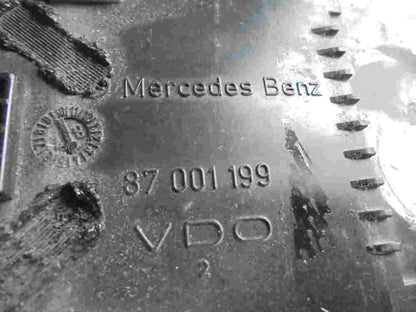 Mercedes Benz
87 001 199
VDO
2